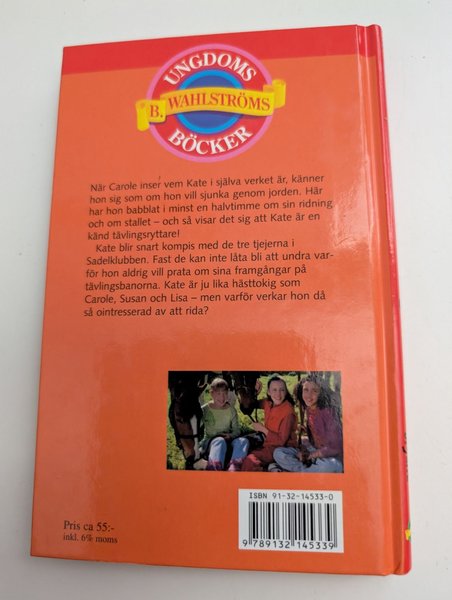 UNGDOMS
B. WAHLSTRÖMS
BÖCKER
När Carole inser vem Kate i själva verket är, känner
hon sig som om hon vill sjunka genom jorden. Här
har hon babblat i minst en halvtimme om sin ridning
och om stallet – och så visar det sig att Kate är en
känd tävlingsryttare!
Kate blir snart kompis med de tre tjejerna i
Sadelklubben. Fast de kan inte låta bli att undra var-
för hon aldrig vill prata om sina framgångar på
tävlingsbanorna. Kate är ju lika hästtokig som
Carole, Susan och Lisa – men varför verkar hon då
så ointresserad av att rida?
ISBN 91-32-14533-0
9 789132 145339
Pris ca 55:-
inkl. 6% moms